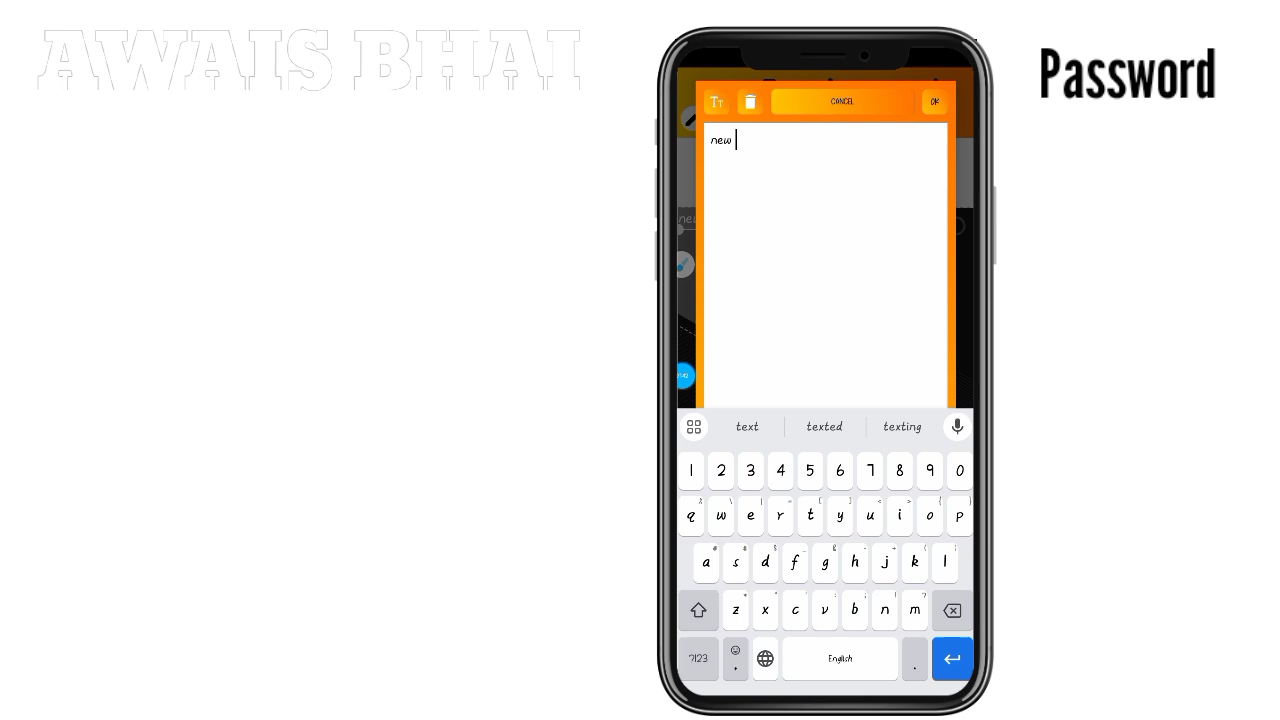 AWAIS BHAI
Password
TT
CANCEL
OK
new
text texted texting
1 2 3 4 5 6 7 8 9 0
q w e r t y u i o p
a s d f g h j k l
z x c v b n m
?123 , English .